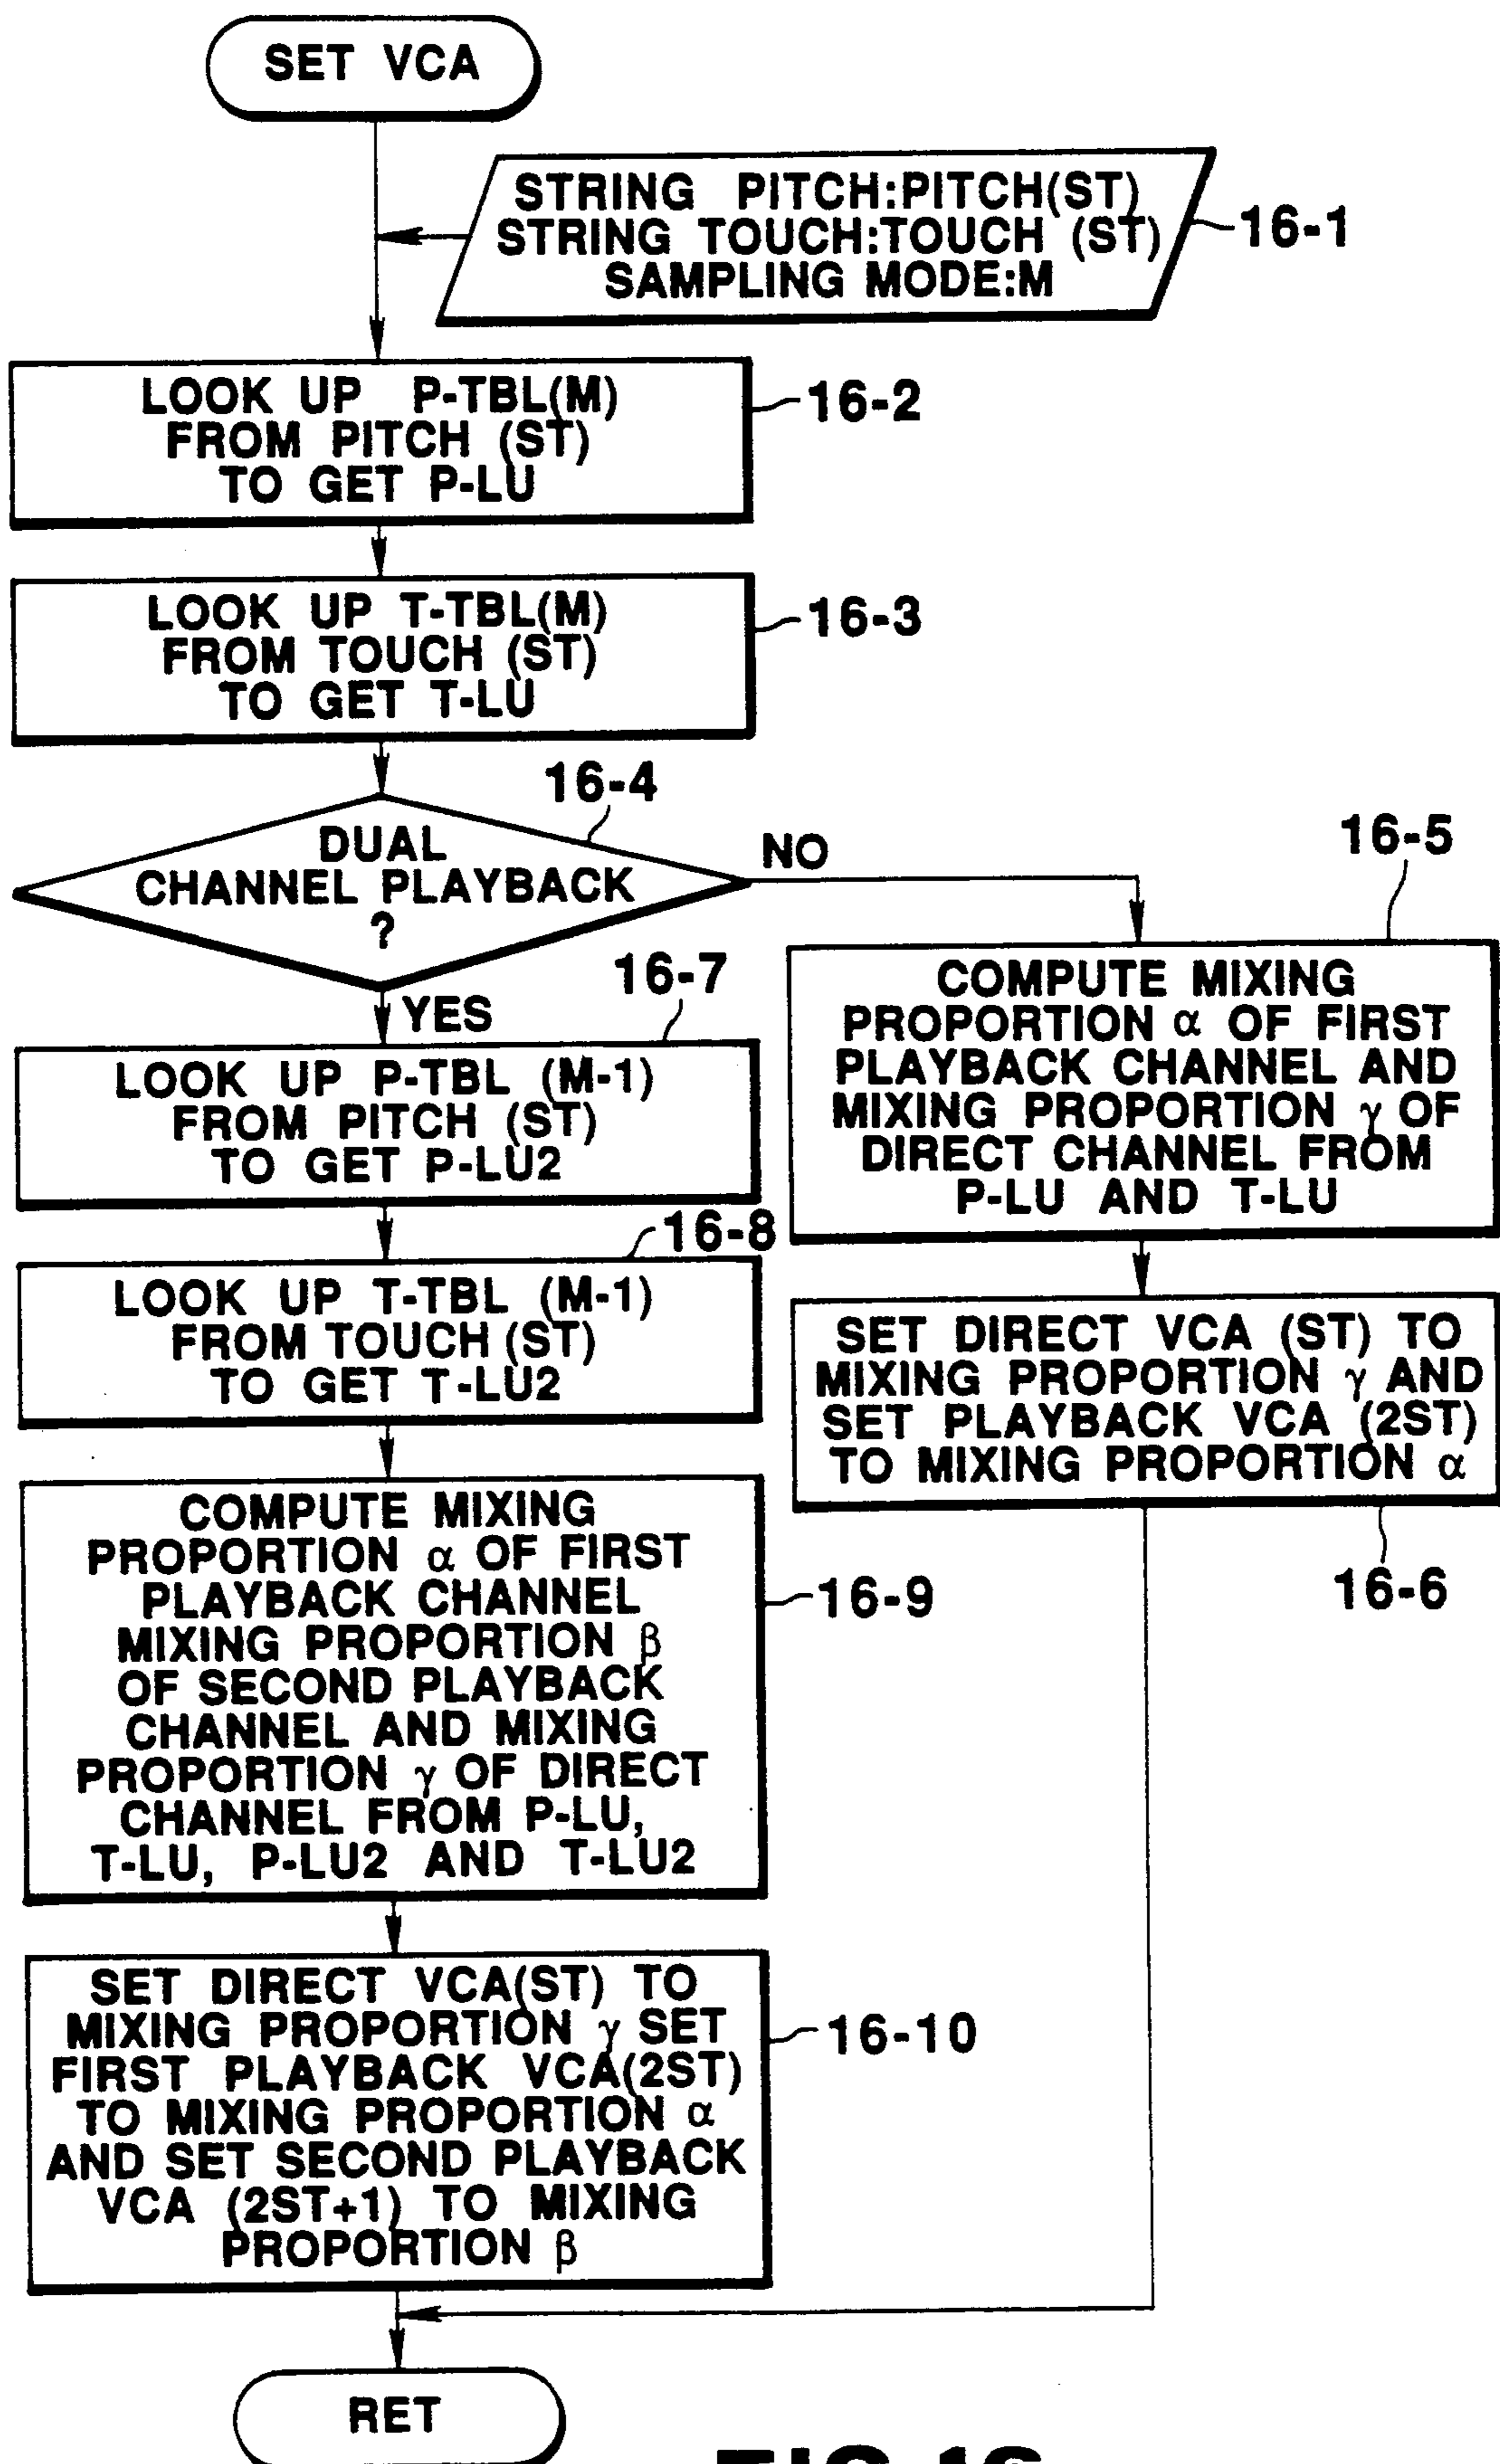 SET VCA
STRING PITCH:PITCH(ST)
STRING TOUCH:TOUCH (ST)
SAMPLING MODE:M
16-1
LOOK UP P-TBL(M)
FROM PITCH (ST)
TO GET P-LU
16-2
LOOK UP T-TBL(M)
FROM TOUCH (ST)
TO GET T-LU
16-3
16-4
DUAL
CHANNEL PLAYBACK
?
NO
YES
16-5
COMPUTE MIXING
PROPORTION α OF FIRST
PLAYBACK CHANNEL AND
MIXING PROPORTION γ OF
DIRECT CHANNEL FROM
P-LU AND T-LU
SET DIRECT VCA (ST) TO
MIXING PROPORTION γ AND
SET PLAYBACK VCA (2ST)
TO MIXING PROPORTION α
16-6
16-7
LOOK UP P-TBL (M-1)
FROM PITCH (ST)
TO GET P-LU2
16-8
LOOK UP T-TBL (M-1)
FROM TOUCH (ST)
TO GET T-LU2
COMPUTE MIXING
PROPORTION α OF FIRST
PLAYBACK CHANNEL
MIXING PROPORTION β
OF SECOND PLAYBACK
CHANNEL AND MIXING
PROPORTION γ OF DIRECT
CHANNEL FROM P-LU,
T-LU, P-LU2 AND T-LU2
16-9
SET DIRECT VCA(ST) TO
MIXING PROPORTION γ SET
FIRST PLAYBACK VCA(2ST)
TO MIXING PROPORTION α
AND SET SECOND PLAYBACK
VCA (2ST+1) TO MIXING
PROPORTION β
16-10
RET